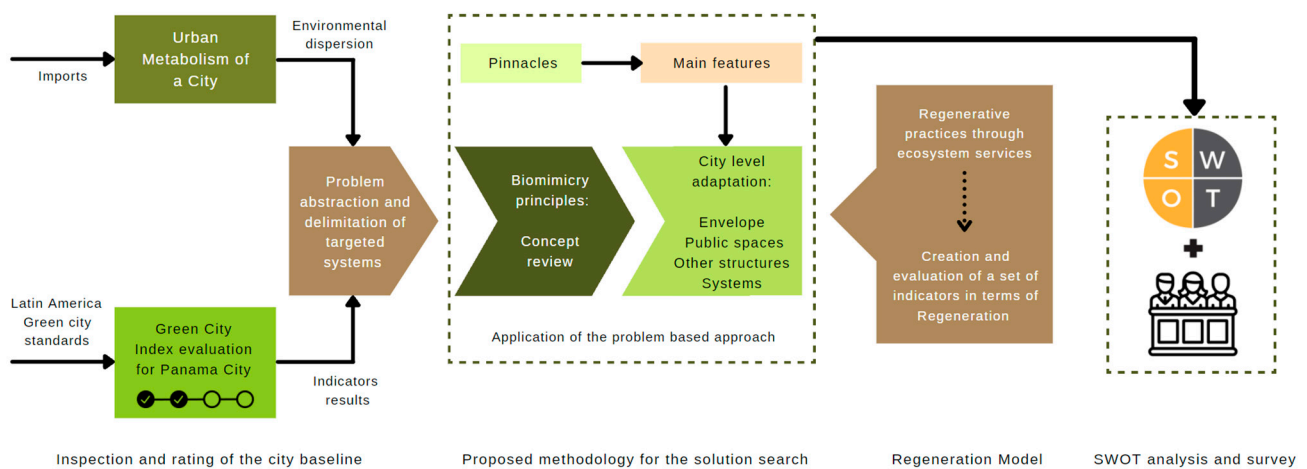 Imports
Urban
Metabolism of
a City
Environmental
dispersion
Latin America
Green city
standards
Green City
Index evaluation
for Panama City
Indicators
results
Problem
abstraction and
delimitation of
targeted
systems
Pinnacles
Main features
Biomimicry
principles:
Concept
review
City level
adaptation:
Envelope
Public spaces
Other structures
Systems
Application of the problem based approach
Regenerative
practices through
ecosystem services
Creation and
evaluation of a set of
indicators in terms of
Regeneration
S W
O T
Inspection and rating of the city baseline
Proposed methodology for the solution search
Regeneration Model
SWOT analysis and survey